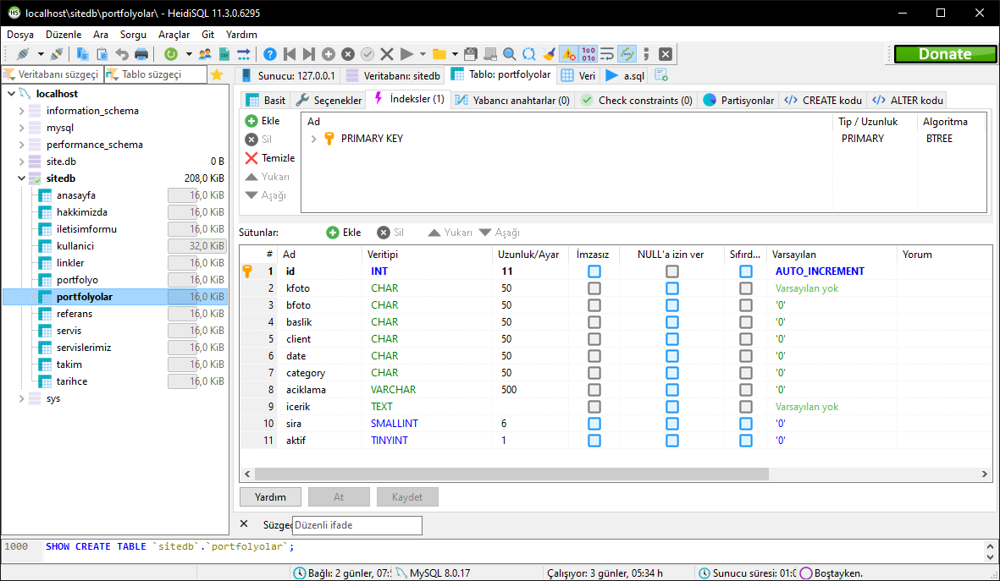 localhost\sitedb\portfolyolar\ - HeidiSQL 11.3.0.6295
Dosya Düzenle Ara Sorgu Araçlar Git Yardım
Donate
Veritabanı süzgeci Tablo süzgeci
Sunucu: 127.0.0.1 Veritabanı: sitedb Tablo: portfolyolar Veri a.sql
localhost
information_schema
mysql
performance_schema
site.db 0 B
sitedb 208,0 KiB
anasayfa 16,0 KiB
hakkimizda 16,0 KiB
iletisimformu 16,0 KiB
kullanici 32,0 KiB
linkler 16,0 KiB
portfolyo 16,0 KiB
portfolyolar 16,0 KiB
referans 16,0 KiB
servis 16,0 KiB
servislerimiz 16,0 KiB
takim 16,0 KiB
tarihce 16,0 KiB
sys
Basit Seçenekler İndeksler (1) Yabancı anahtarlar (0) Check constraints (0) Partisyonlar CREATE kodu ALTER kodu
Ekle
Sil
Temizle
Yukarı
Aşağı
Ad Tip / Uzunluk Algoritma
PRIMARY KEY PRIMARY BTREE
Sütunlar: Ekle Sil Yukarı Aşağı
# Ad Veritipi Uzunluk/Ayar İmzasız NULL'a izin ver Sıfırd... Varsayılan Yorum
1 id INT 11 AUTO_INCREMENT
2 kfoto CHAR 50 Varsayılan yok
3 bfoto CHAR 50 '0'
4 baslik CHAR 50 '0'
5 client CHAR 50 '0'
6 date CHAR 50 '0'
7 category CHAR 50 '0'
8 aciklama VARCHAR 500 '0'
9 icerik TEXT Varsayılan yok
10 sira SMALLINT 6 '0'
11 aktif TINYINT 1 '0'
Yardım At Kaydet
Süzgeç Düzenli ifade
1000 SHOW CREATE TABLE `sitedb`.`portfolyolar`;
Bağlı: 2 günler, 07: MySQL 8.0.17 Çalışıyor: 3 günler, 05:34 h Sunucu süresi: 01: Boştayken.